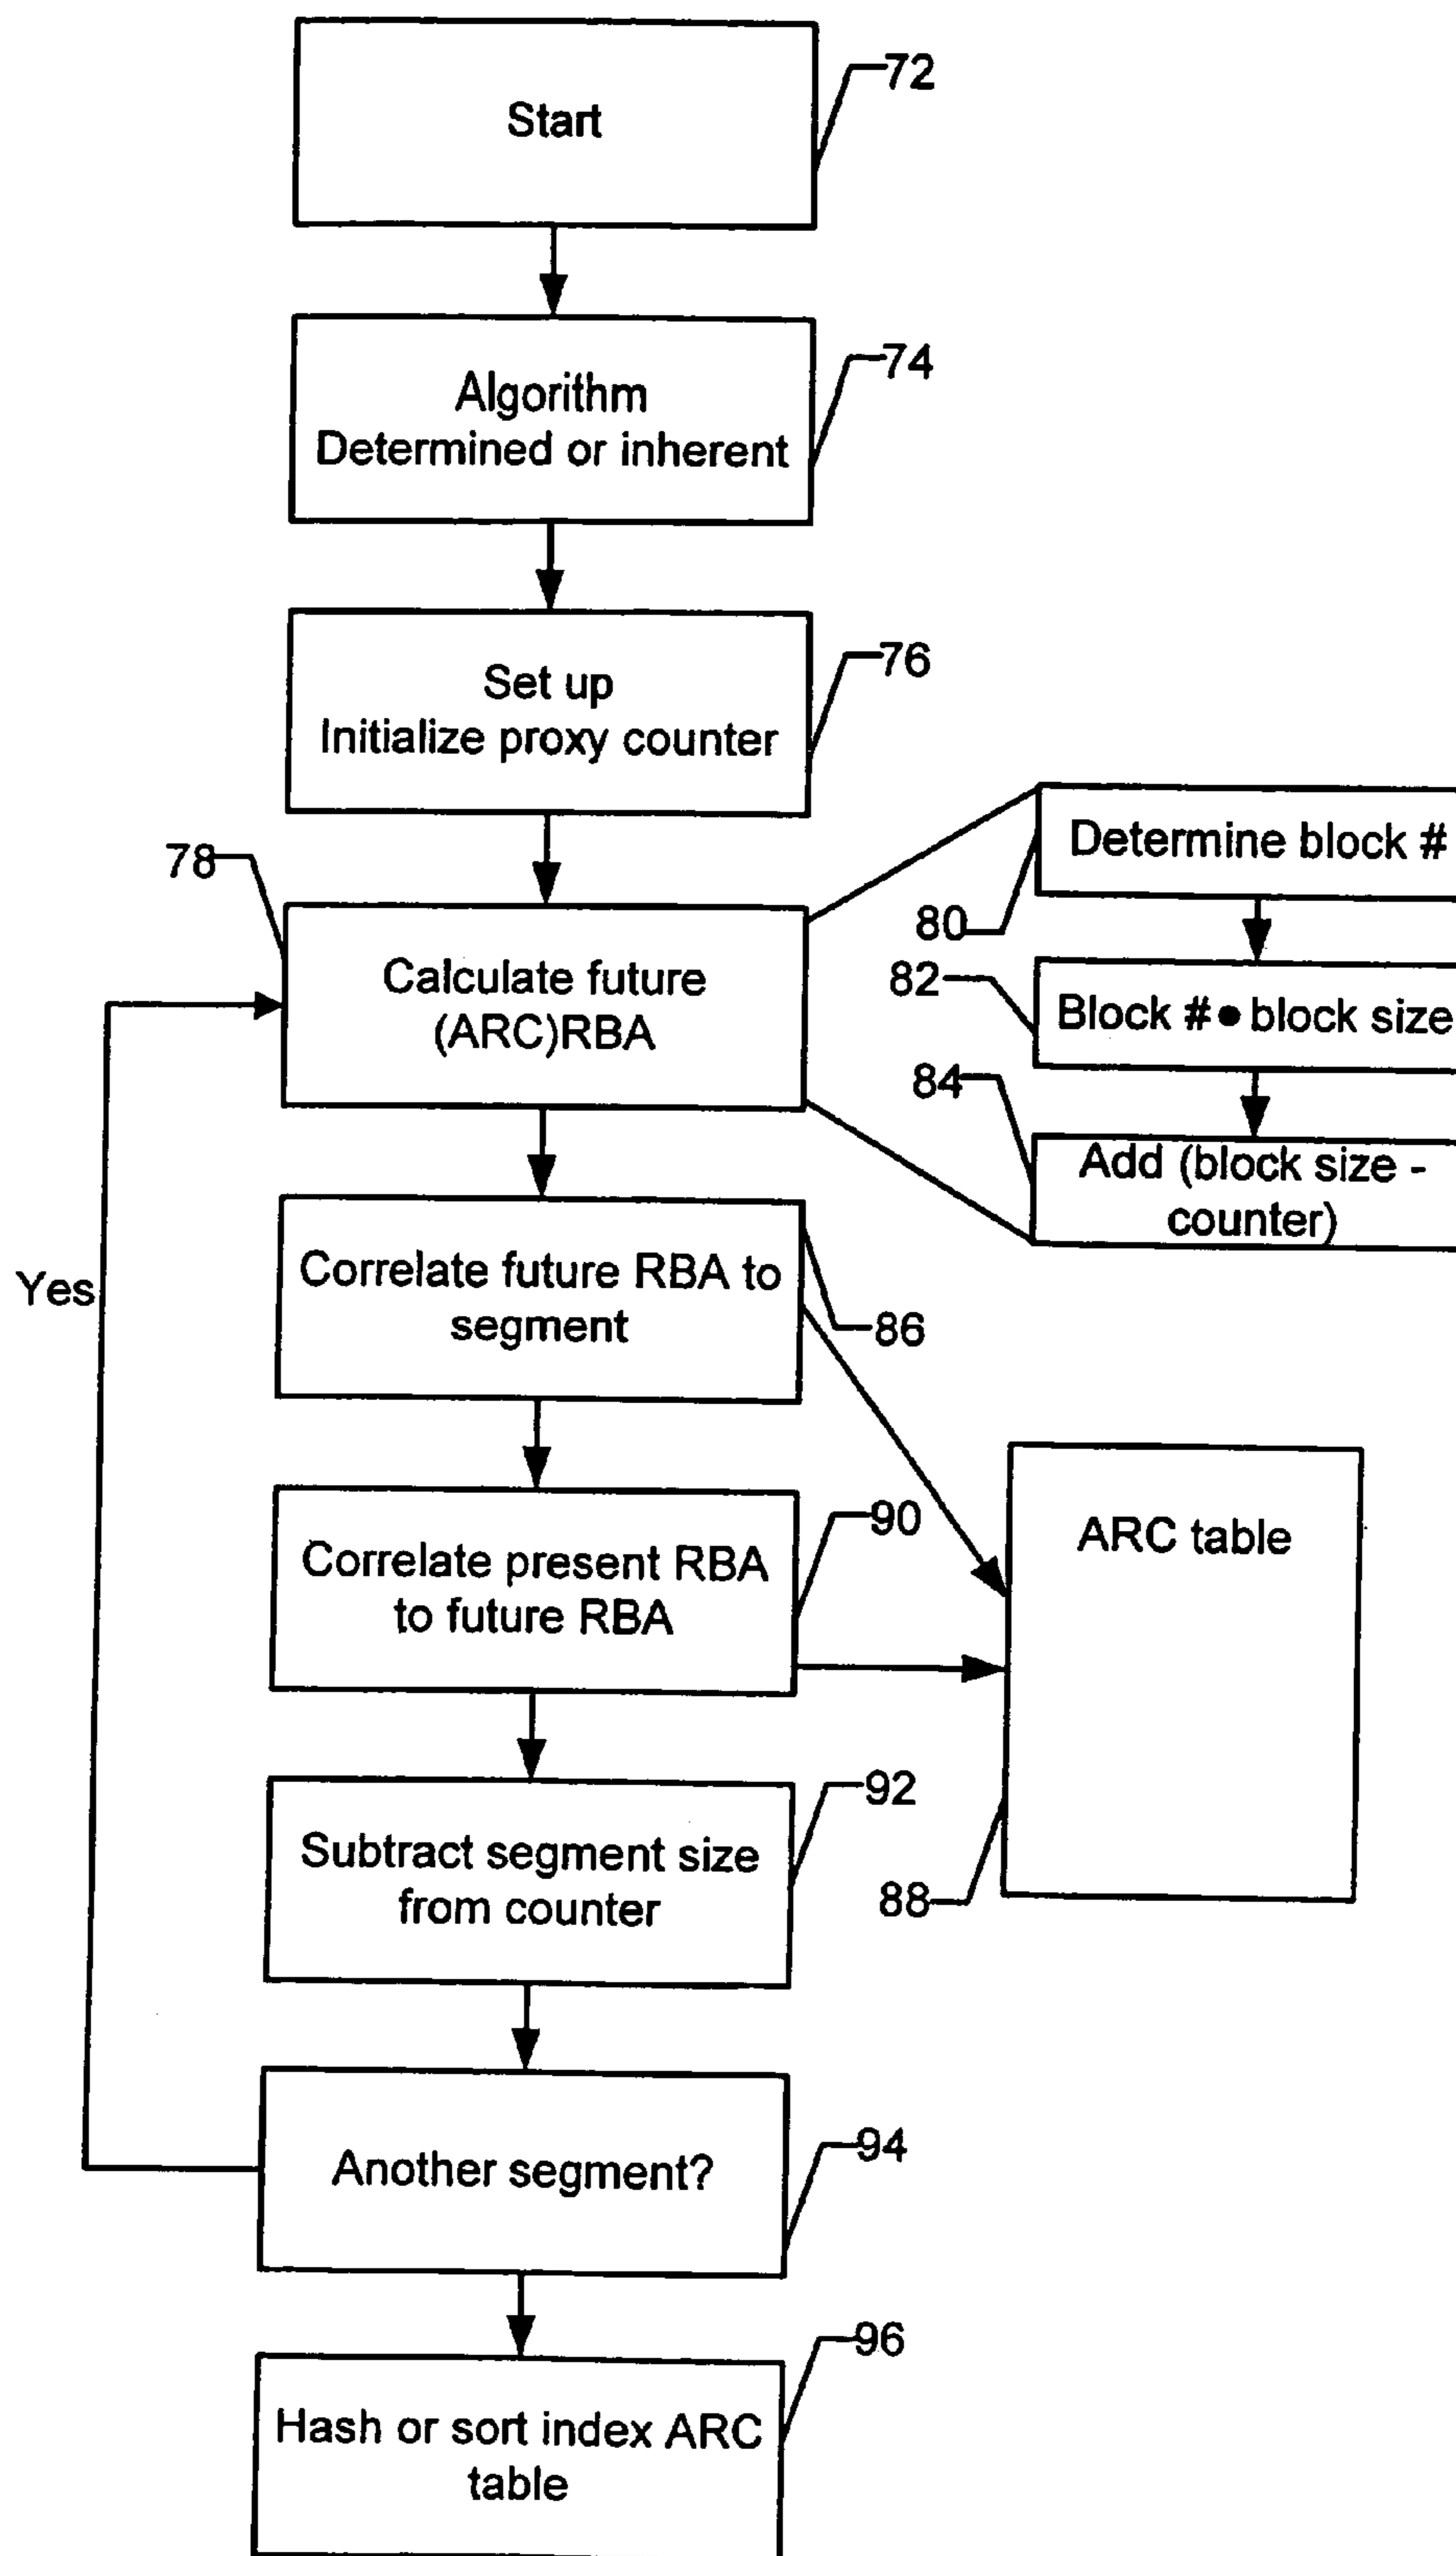 Start
72
Algorithm
Determined or inherent
74
Set up
Initialize proxy counter
76
78
Calculate future
(ARC)RBA
Determine block #
80
82
Block # ● block size
84
Add (block size -
counter)
Yes
Correlate future RBA to
segment
86
Correlate present RBA
to future RBA
90
ARC table
88
Subtract segment size
from counter
92
Another segment?
94
Hash or sort index ARC
table
96